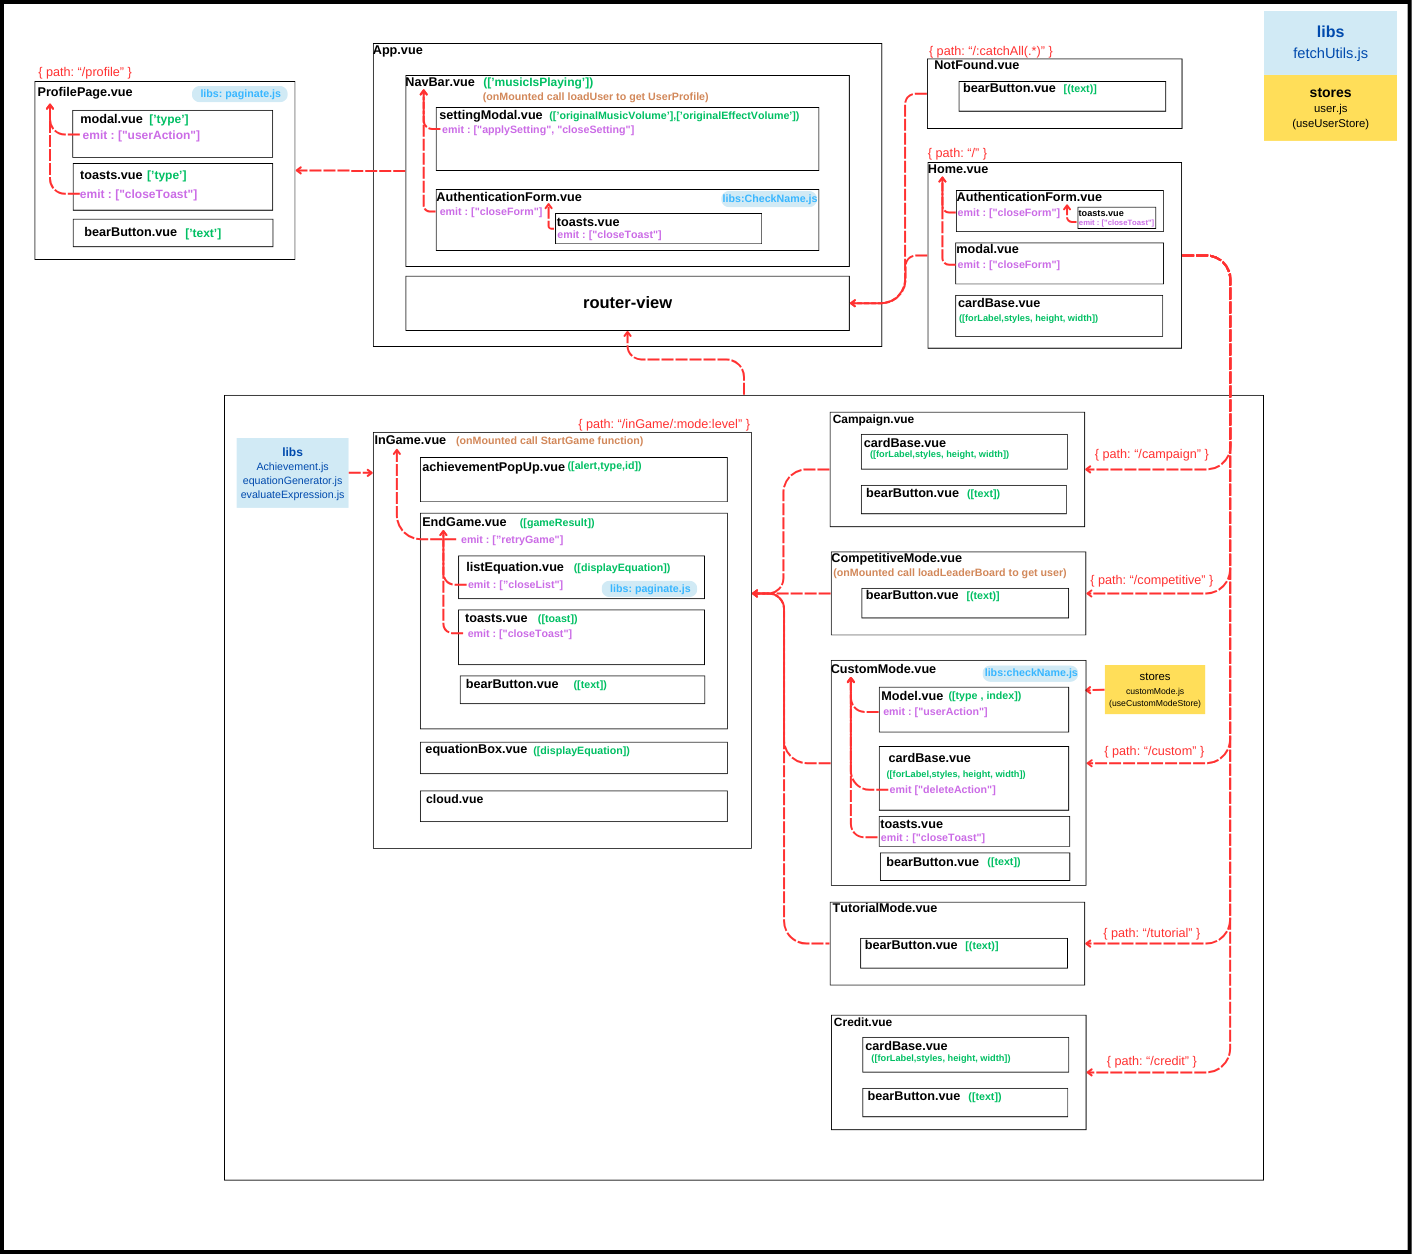 libs
fetchUtils.js
stores
user.js
(useUserStore)
{ path: “/profile” }
ProfilePage.vue
libs: paginate.js
modal.vue [’type’]
emit : ["userAction"]
toasts.vue [’type’]
emit : ["closeToast"]
bearButton.vue [’text’]
App.vue
NavBar.vue ([’musicIsPlaying’])
(onMounted call loadUser to get UserProfile)
settingModal.vue ([’originalMusicVolume’],[’originalEffectVolume’])
emit : ["applySetting", "closeSetting"]
AuthenticationForm.vue
libs:CheckName.js
emit : ["closeForm"]
toasts.vue
emit : ["closeToast"]
router-view
{ path: “/:catchAll(.*)” }
NotFound.vue
bearButton.vue [(text)]
{ path: “/” }
Home.vue
AuthenticationForm.vue
emit : ["closeForm"]
toasts.vue
emit : ["closeToast"]
modal.vue
emit : ["closeForm"]
cardBase.vue
([forLabel,styles, height, width])
libs
Achievement.js
equationGenerator.js
evaluateExpression.js
{ path: “/inGame/:mode:level” }
InGame.vue (onMounted call StartGame function)
achievementPopUp.vue ([alert,type,id])
EndGame.vue ([gameResult])
emit : [”retryGame"]
listEquation.vue ([displayEquation])
emit : [”closeList"]
libs: paginate.js
toasts.vue ([toast])
emit : ["closeToast"]
bearButton.vue ([text])
equationBox.vue ([displayEquation])
cloud.vue
Campaign.vue
cardBase.vue
([forLabel,styles, height, width])
bearButton.vue ([text])
{ path: “/campaign” }
CompetitiveMode.vue
(onMounted call loadLeaderBoard to get user)
bearButton.vue [(text)]
{ path: “/competitive” }
CustomMode.vue
libs:checkName.js
Model.vue ([type , index])
emit : ["userAction"]
cardBase.vue
([forLabel,styles, height, width])
emit ["deleteAction"]
toasts.vue
emit : ["closeToast"]
bearButton.vue ([text])
stores
customMode.js
(useCustomModeStore)
{ path: “/custom” }
TutorialMode.vue
bearButton.vue [(text)]
{ path: “/tutorial” }
Credit.vue
cardBase.vue
([forLabel,styles, height, width])
bearButton.vue ([text])
{ path: “/credit” }